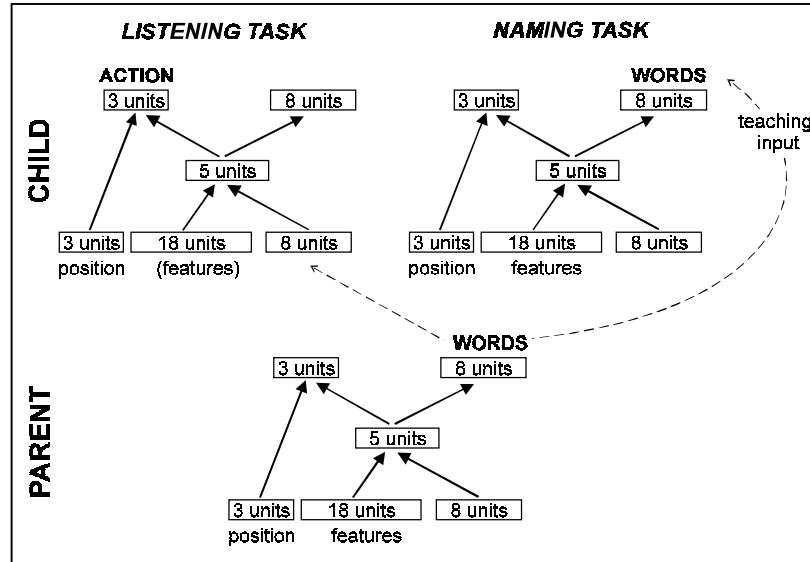 LISTENING TASK NAMING TASK
ACTION WORDS
3 units 8 units 3 units 8 units
teaching
input
CHILD
5 units 5 units
3 units 18 units 8 units 3 units 18 units 8 units
position (features) position features
WORDS
3 units 8 units
PARENT
5 units
3 units 18 units 8 units
position features